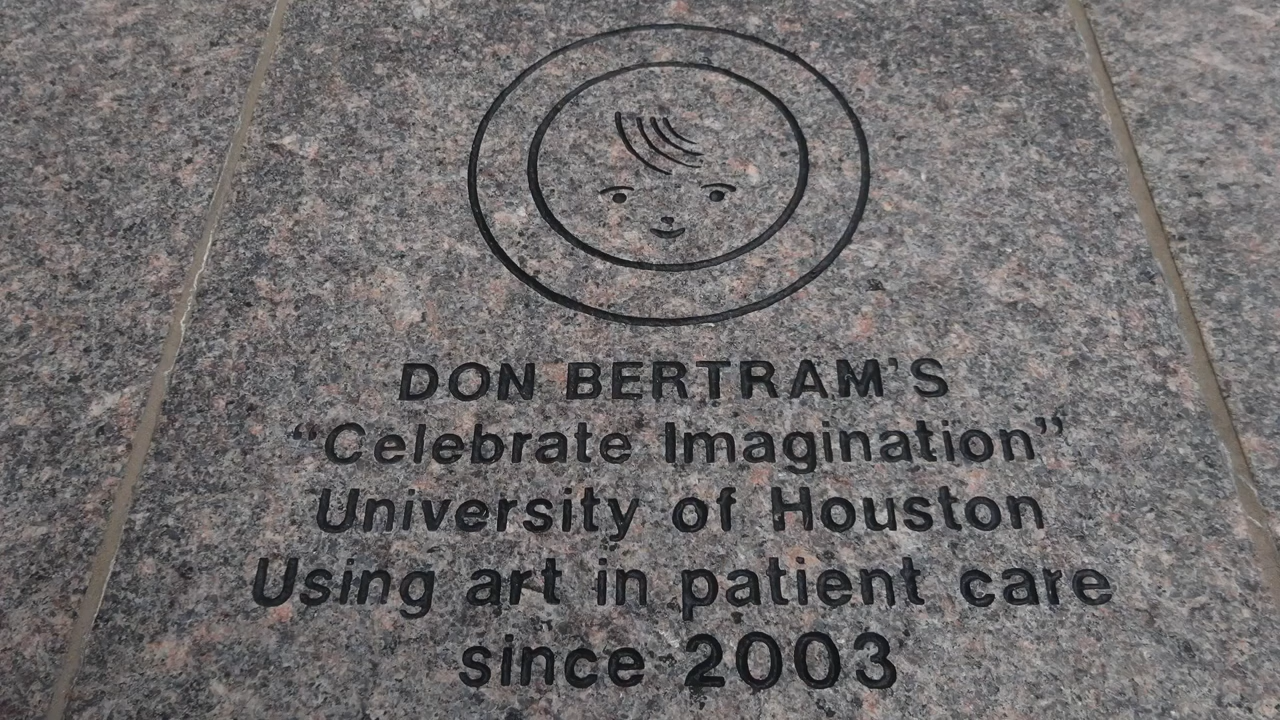 DON BERTRAM'S
“Celebrate Imagination”
University of Houston
Using art in patient care
since 2003